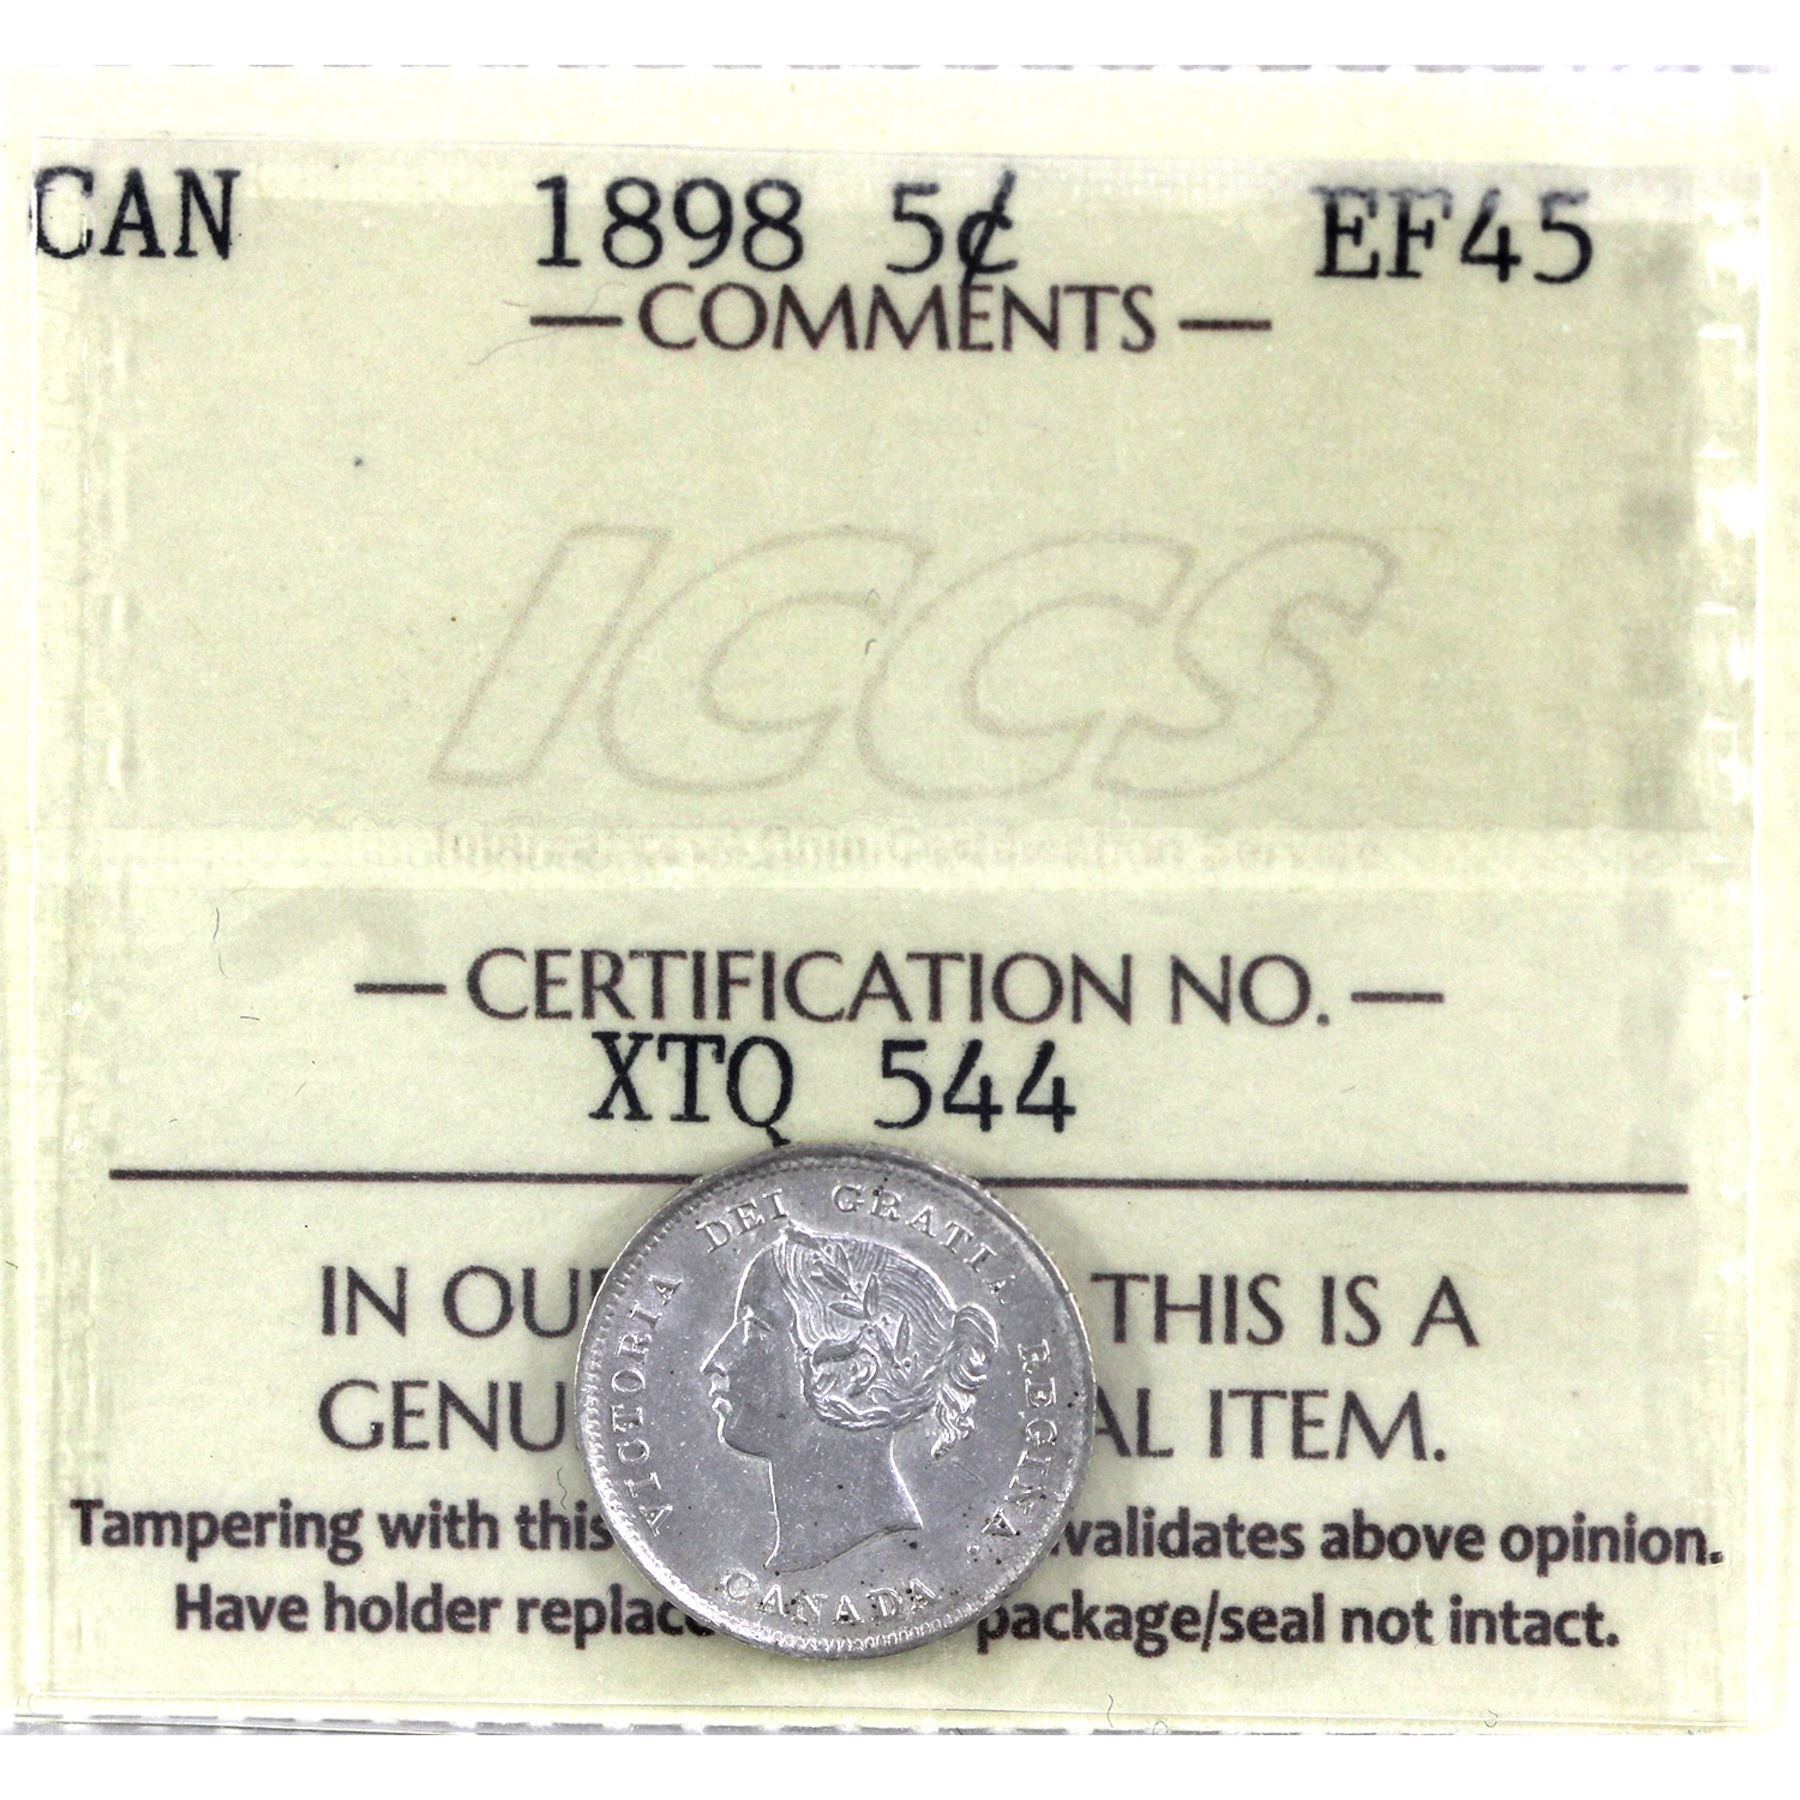 CAN 1898 5¢ EF45
— COMMENTS —
ICCS
— CERTIFICATION NO. —
XTQ 544
VICTORIA DEI GRATIA REGINA.
CANADA
IN OU THIS IS A
GENU AL ITEM.
Tampering with this validates above opinion.
Have holder replac package/seal not intact.